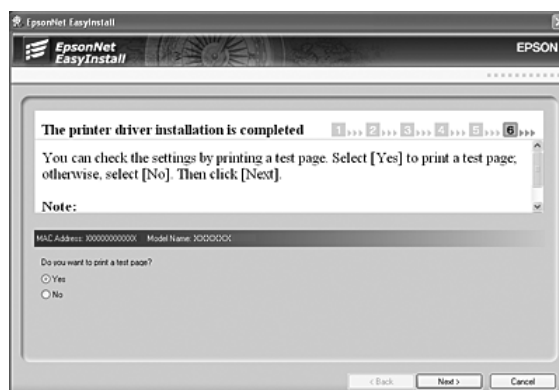 EpsonNet EasyInstall
EpsonNet
EasyInstall
EPSON
The printer driver installation is completed
1 2 3 4 5 6
You can check the settings by printing a test page. Select [Yes] to print a test page;
otherwise, select [No]. Then click [Next].
Note:
MAC Address: XXXXXXXXXXXX Model Name: XXXXXXX
Do you want to print a test page?
Yes
No
< Back
Next >
Cancel